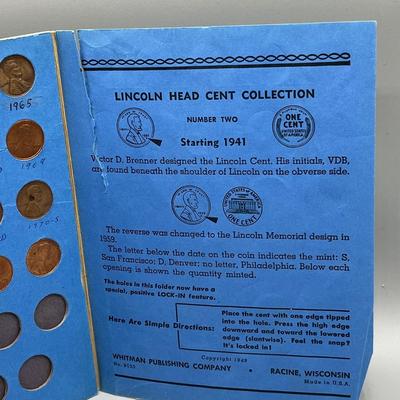 LINCOLN HEAD CENT COLLECTION
NUMBER TWO
Starting 1941
ONE
CENT
Victor D. Brenner designed the Lincoln Cent. His initials, VDB,
are found beneath the shoulder of Lincoln on the obverse side.
ONE CENT
The reverse was changed to the Lincoln Memorial design in
1959.
The letter below the date on the coin indicates the mint: S,
San Francisco; D, Denver; no letter, Philadelphia. Below each
opening is shown the quantity minted.
The holes in this folder now have a
special, positive LOCK-IN feature.
Here Are Simple Directions:
Place the cent with one edge tipped
into the hole. Press the high edge
downward and toward the lowered
edge (slantwise). Feel the snap?
It's locked in!
Copyright
WHITMAN PUBLISHING COMPANY • RACINE, WISCONSIN
Made in U.S.A.
1965
1969
1970-S
D